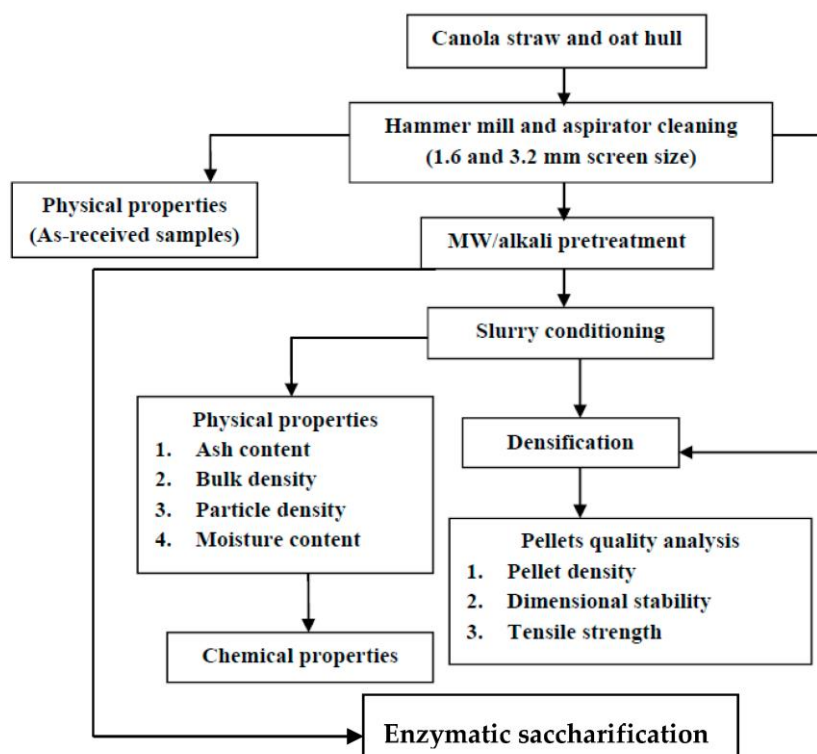 Canola straw and oat hull
Hammer mill and aspirator cleaning
(1.6 and 3.2 mm screen size)
Physical properties
(As-received samples)
MW/alkali pretreatment
Slurry conditioning
Physical properties
1. Ash content
2. Bulk density
3. Particle density
4. Moisture content
Densification
Pellets quality analysis
1. Pellet density
2. Dimensional stability
3. Tensile strength
Chemical properties
Enzymatic saccharification